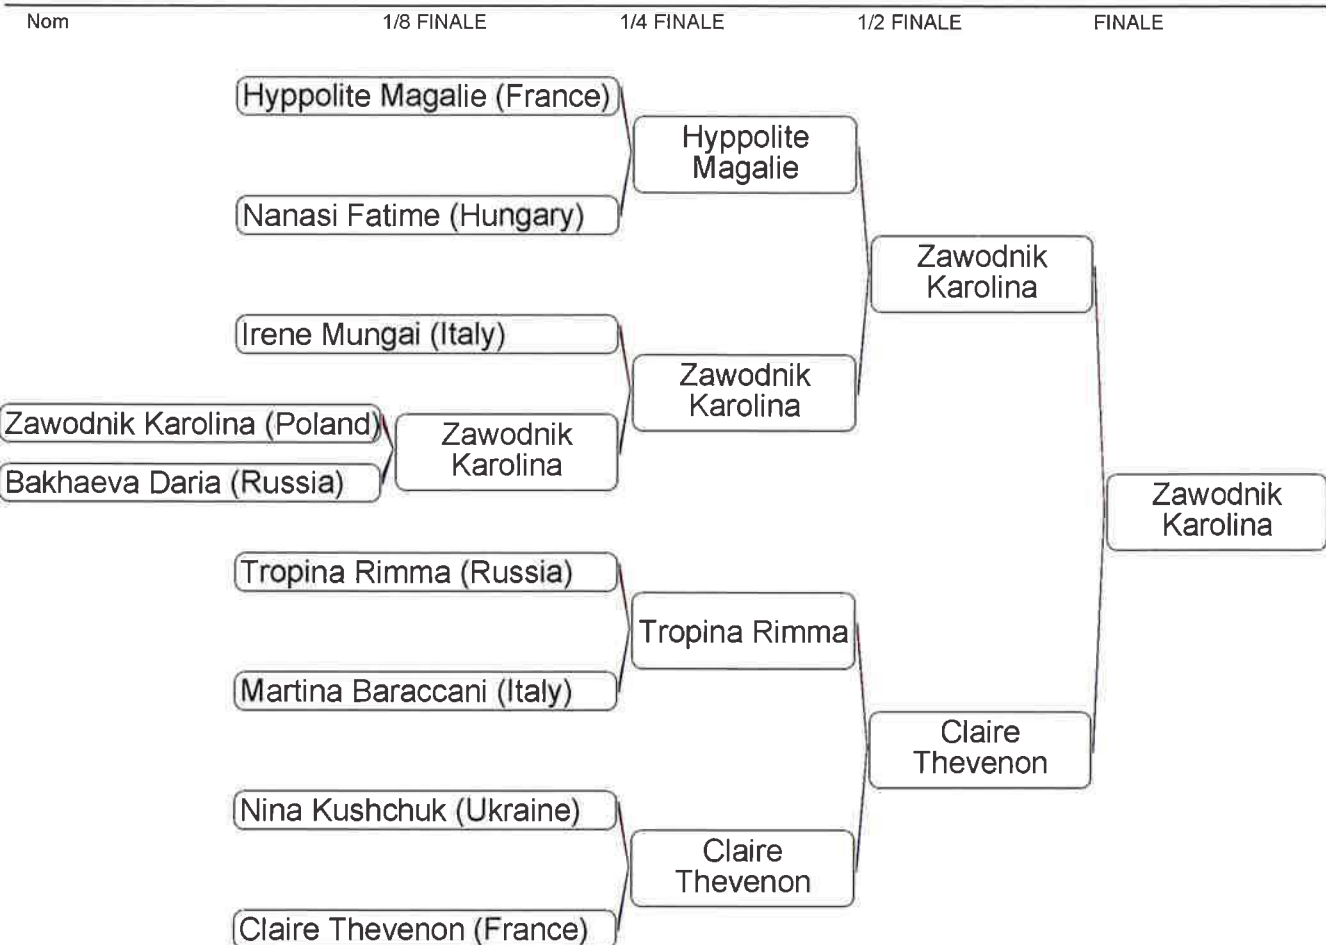 Nom 1/8 FINALE 1/4 FINALE 1/2 FINALE FINALE
Hyppolite Magalie (France)
Hyppolite
Magalie
Nanasi Fatime (Hungary)
Zawodnik
Karolina
Irene Mungai (Italy)
Zawodnik
Karolina
Zawodnik Karolina (Poland)
Zawodnik
Karolina
Bakhaeva Daria (Russia)
Zawodnik
Karolina
Tropina Rimma (Russia)
Tropina Rimma
Martina Baraccani (Italy)
Claire
Thevenon
Nina Kushchuk (Ukraine)
Claire
Thevenon
Claire Thevenon (France)